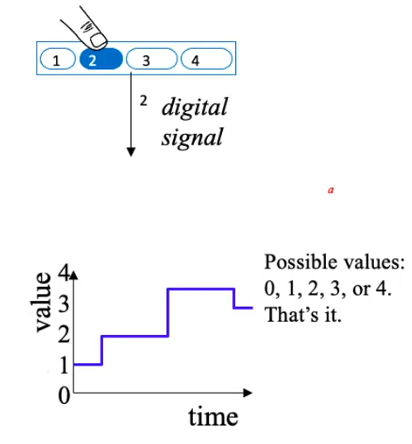 1 2 3 4
2 digital
signal
a
Possible values:
0, 1, 2, 3, or 4.
That's it.
value
4
3
2
1
0
time